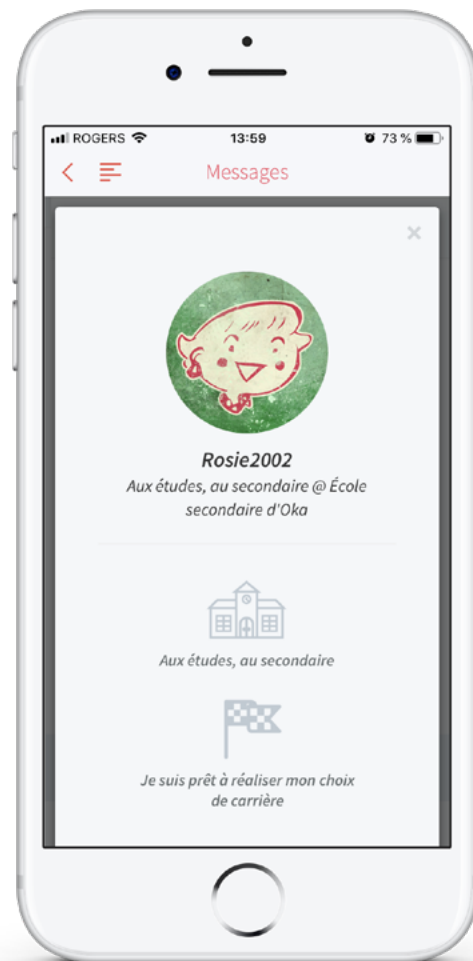 ROGERS 13:59 73 %
Messages
Rosie2002
Aux études, au secondaire @ École
secondaire d'Oka
Aux études, au secondaire
Je suis prêt à réaliser mon choix
de carrière